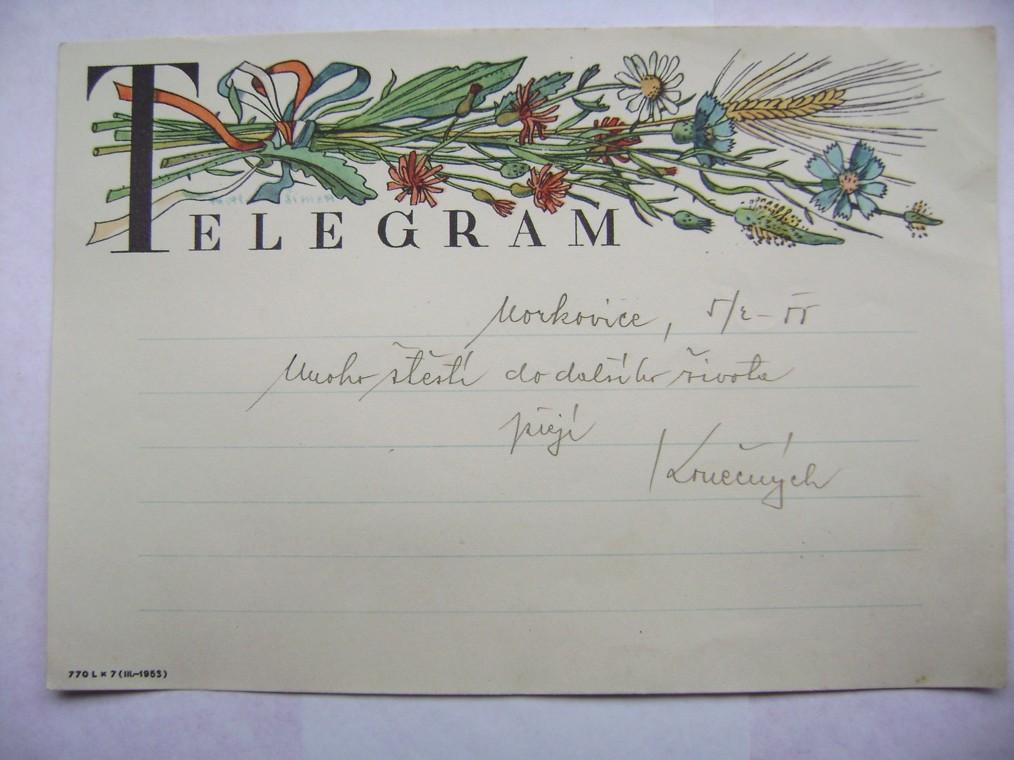 TELEGRAM
Morkovice, 5/2-55
Mnoho štěstí do dalšího života
přejí
Konečných
770 L x 7 (III.-1953)